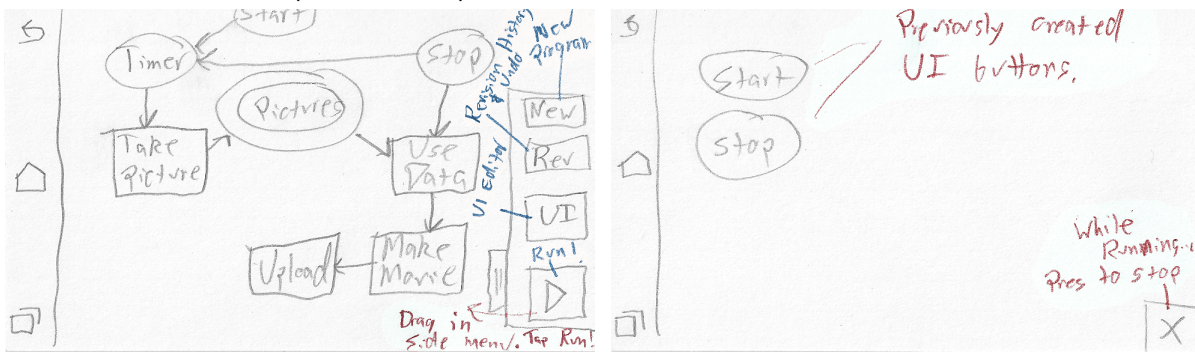 Start
Timer
Stop
Pictures
Take
Picture
Use
Data
Make
Movie
Upload
Revision &
Undo History
New
Program
New
Rev
UI Editor
UI
Run!
Drag in
side menu. Tap Run!
Previously created
UI buttons.
Start
Stop
While
Running...
Pres to stop
X